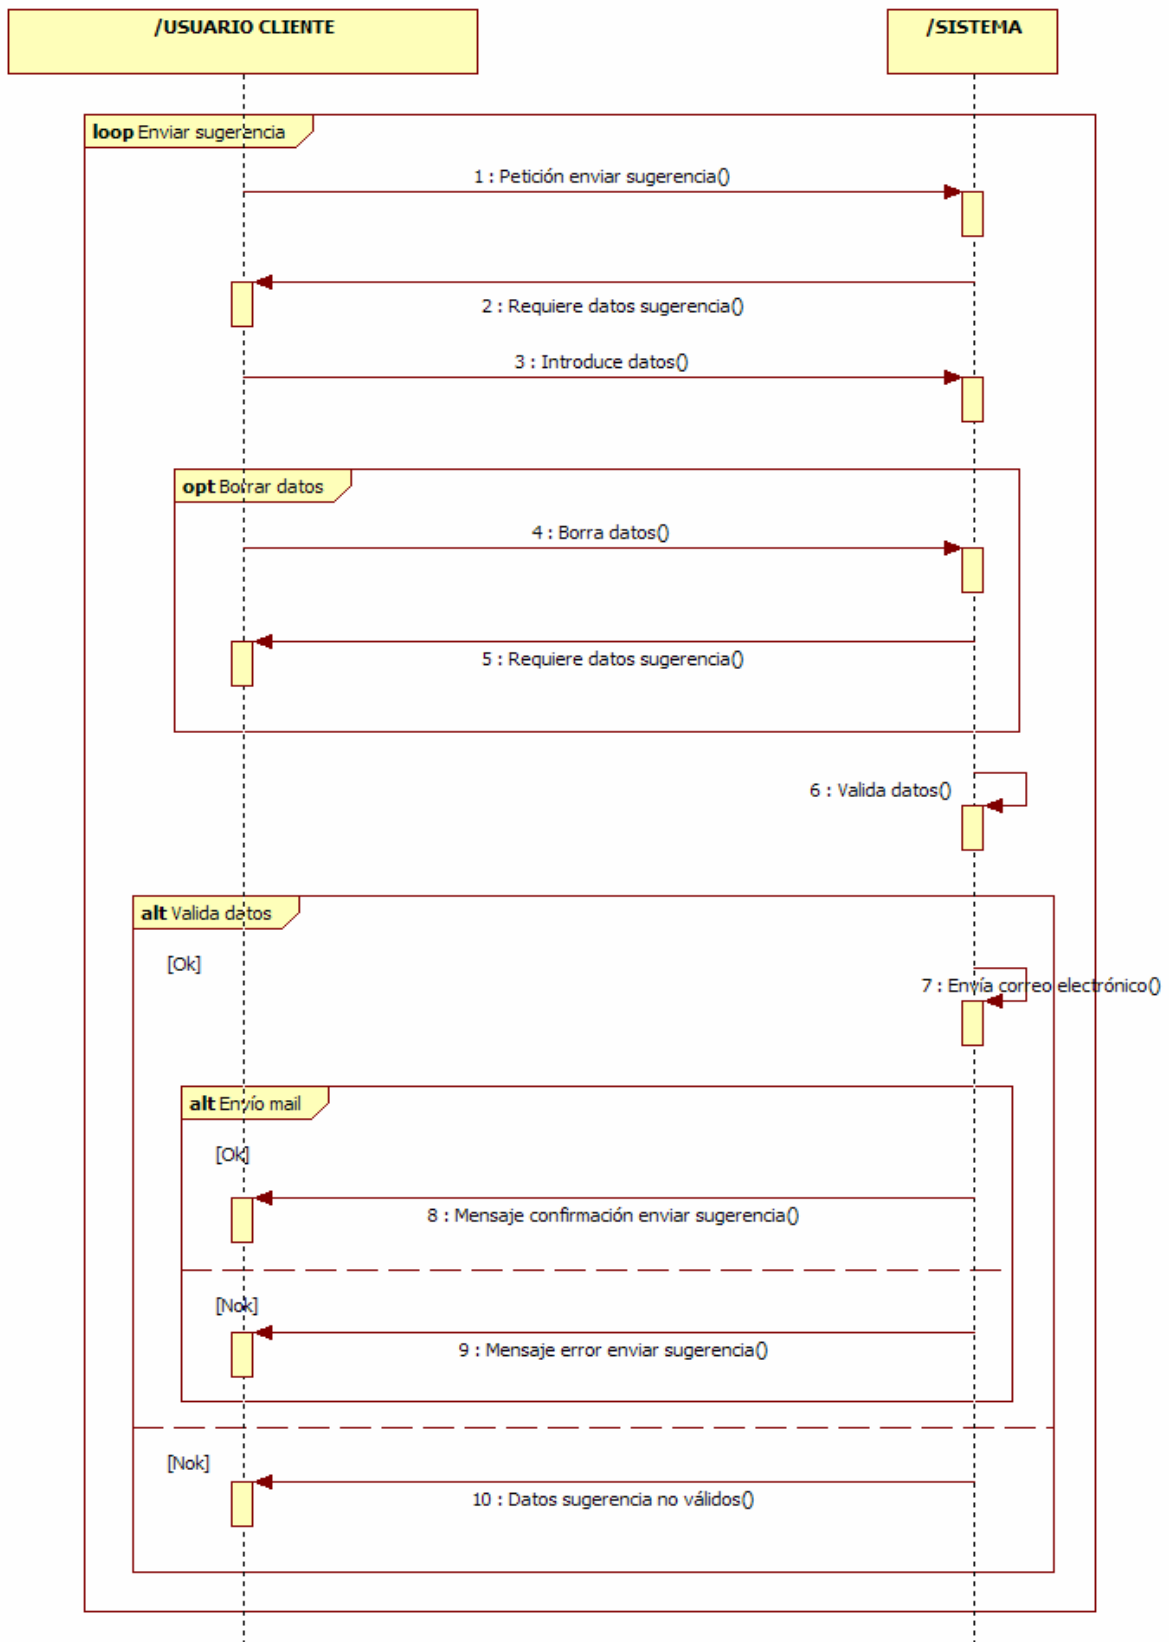 /USUARIO CLIENTE
/SISTEMA
loop Enviar sugerencia
1 : Petición enviar sugerencia()
2 : Requiere datos sugerencia()
3 : Introduce datos()
opt Borrar datos
4 : Borra datos()
5 : Requiere datos sugerencia()
6 : Valida datos()
alt Valida datos
[Ok]
7 : Envía correo electrónico()
alt Envío mail
[Ok]
8 : Mensaje confirmación enviar sugerencia()
[Nok]
9 : Mensaje error enviar sugerencia()
[Nok]
10 : Datos sugerencia no válidos()